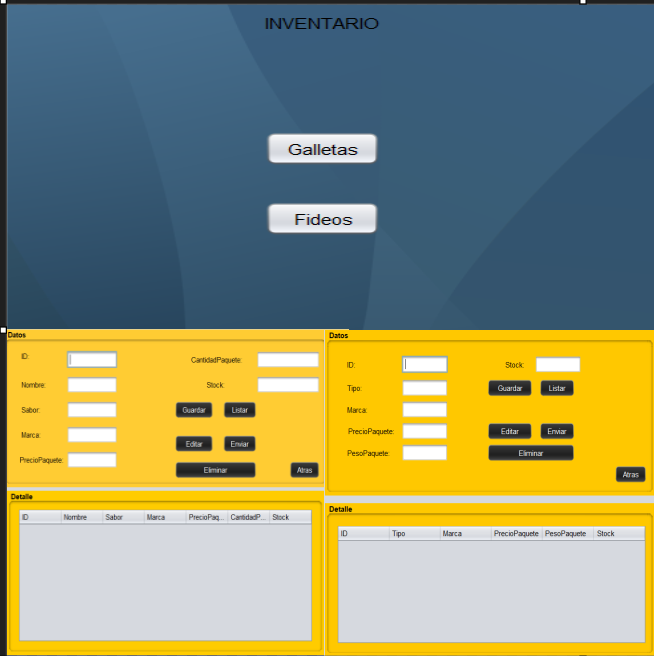 INVENTARIO
Galletas
Fideos
Datos
ID:
CantidadPaquete:
Nombre:
Stock:
Sabor:
Guardar Listar
Marca:
Editar Enviar
PrecioPaquete:
Eliminar Atras
Detalle
ID Nombre Sabor Marca PrecioPaq... CantidadP... Stock
Datos
ID:
Stock:
Tipo:
Guardar Listar
Marca:
PrecioPaquete:
Editar Enviar
PesoPaquete:
Eliminar
Atras
Detalle
ID Tipo Marca PrecioPaquete PesoPaquete Stock